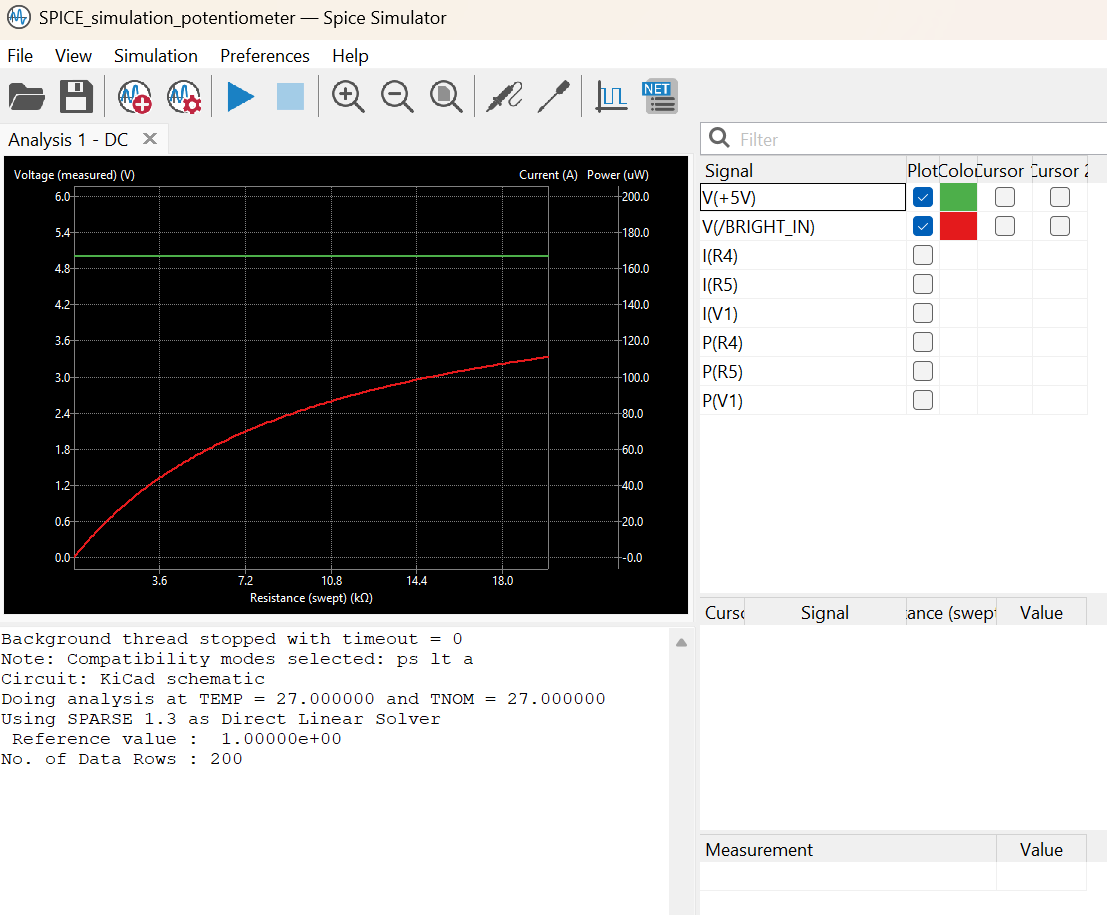 SPICE_simulation_potentiometer — Spice Simulator
File View Simulation Preferences Help
NET
Analysis 1 - DC
Filter
Voltage (measured) (V)
Current (A) Power (uW)
6.0
5.4
4.8
4.2
3.6
3.0
2.4
1.8
1.2
0.6
0.0
200.0
180.0
160.0
140.0
120.0
100.0
80.0
60.0
40.0
20.0
-0.0
3.6 7.2 10.8 14.4 18.0
Resistance (swept) (kΩ)
Signal Plot Colo Cursor Cursor 2
V(+5V)
V(/BRIGHT_IN)
I(R4)
I(R5)
I(V1)
P(R4)
P(R5)
P(V1)
Curso Signal tance (swept Value
Measurement Value
Background thread stopped with timeout = 0
Note: Compatibility modes selected: ps lt a
Circuit: KiCad schematic
Doing analysis at TEMP = 27.000000 and TNOM = 27.000000
Using SPARSE 1.3 as Direct Linear Solver
Reference value : 1.00000e+00
No. of Data Rows : 200